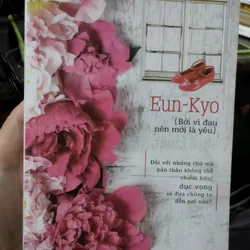 Eun-Kyo
(Bởi vì đau
nên mới là yêu)
Đối với những thứ mà
bản thân không thể
chiếm hữu,
dục vọng
sẽ đưa chúng ta
đến nơi nào?